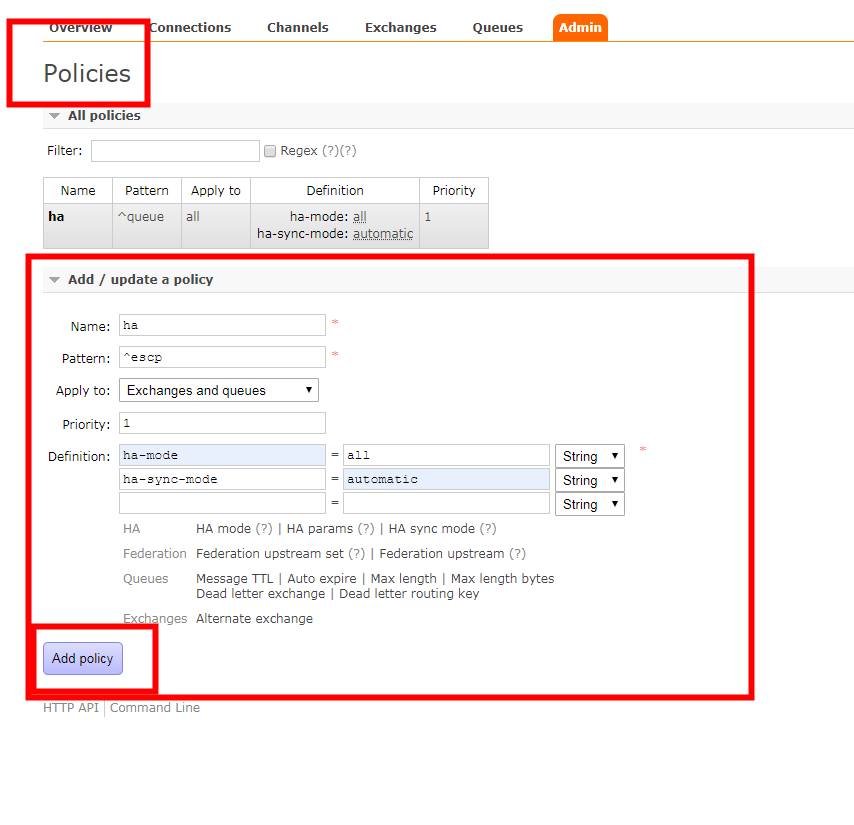 Overview Connections Channels Exchanges Queues Admin
Policies
All policies
Filter: Regex (?)(?)
Name Pattern Apply to Definition Priority
ha ^queue all ha-mode: all 1
ha-sync-mode: automatic
Add / update a policy
Name: ha *
Pattern: ^escp *
Apply to: Exchanges and queues
Priority: 1
Definition: ha-mode = all String *
ha-sync-mode = automatic String
= String
HA HA mode (?) | HA params (?) | HA sync mode (?)
Federation Federation upstream set (?) | Federation upstream (?)
Queues Message TTL | Auto expire | Max length | Max length bytes
Dead letter exchange | Dead letter routing key
Exchanges Alternate exchange
Add policy
HTTP API | Command Line